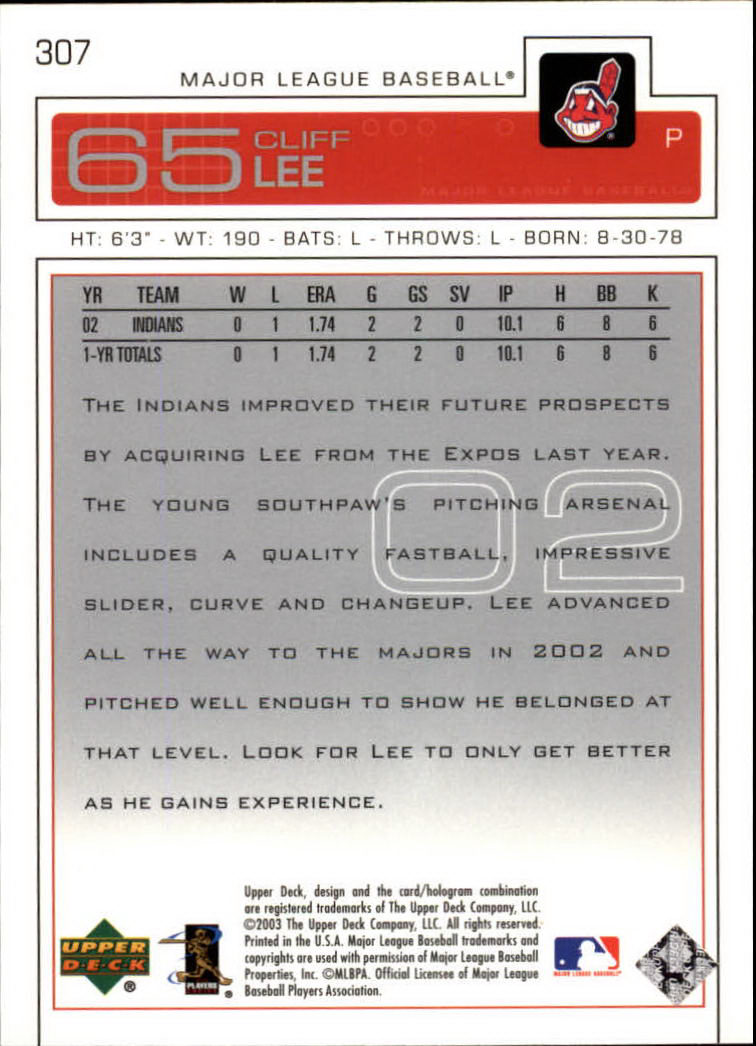 307
MAJOR LEAGUE BASEBALL®
65 CLIFF LEE
P
MAJOR LEAGUE BASEBALL®
HT: 6'3" - WT: 190 - BATS: L - THROWS: L - BORN: 8-30-78
YR TEAM W L ERA G GS SV IP H BB K
02 INDIANS 0 1 1.74 2 2 0 10.1 6 8 6
1-YR TOTALS 0 1 1.74 2 2 0 10.1 6 8 6
THE INDIANS IMPROVED THEIR FUTURE PROSPECTS
BY ACQUIRING LEE FROM THE EXPOS LAST YEAR.
THE YOUNG SOUTHPAW'S PITCHING ARSENAL
INCLUDES A QUALITY FASTBALL, IMPRESSIVE
SLIDER, CURVE AND CHANGEUP. LEE ADVANCED
ALL THE WAY TO THE MAJORS IN 2002 AND
PITCHED WELL ENOUGH TO SHOW HE BELONGED AT
THAT LEVEL. LOOK FOR LEE TO ONLY GET BETTER
AS HE GAINS EXPERIENCE.
02
Upper Deck, design and the card/hologram combination
are registered trademarks of The Upper Deck Company, LLC.
©2003 The Upper Deck Company, LLC. All rights reserved.
Printed in the U.S.A. Major League Baseball trademarks and
copyrights are used with permission of Major League Baseball
Properties, Inc. ©MLBPA. Official Licensee of Major League
Baseball Players Association.
UPPER
D·E·C·K
®
PLAYERS
®
MAJOR LEAGUE BASEBALL